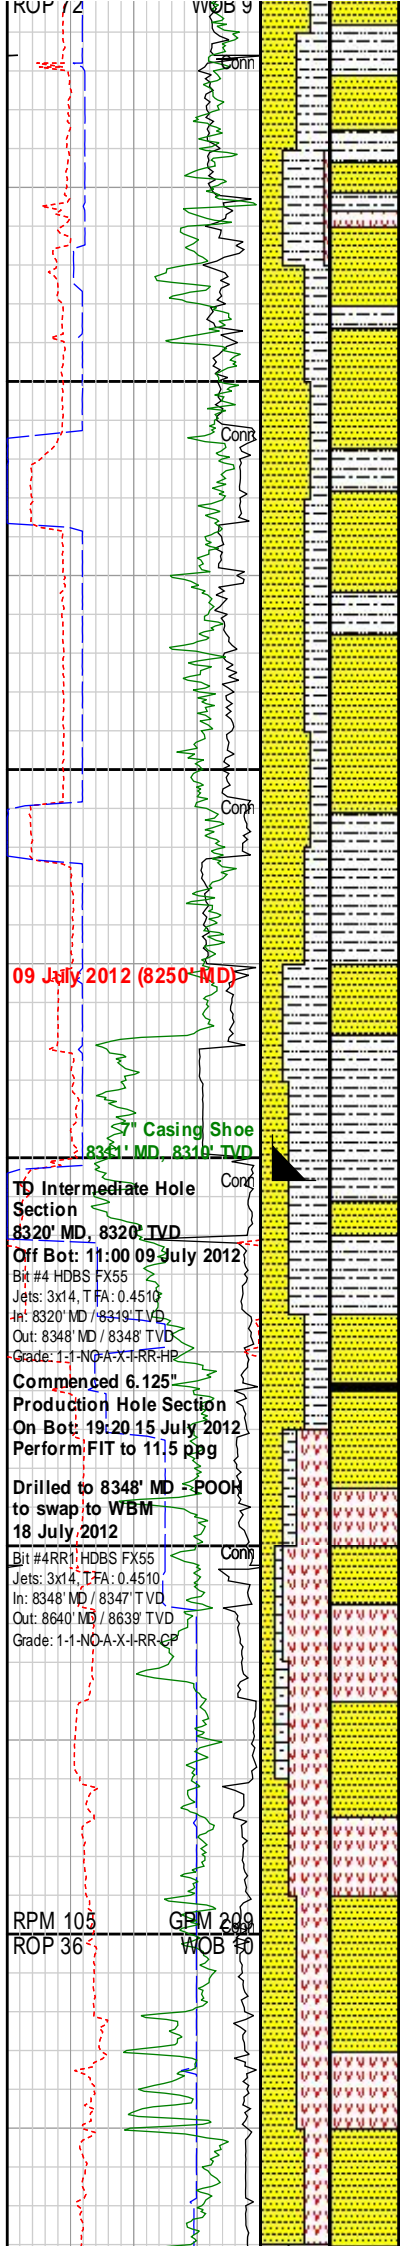 ROP 72 WOB 9
Conn
Conn
Conn
09 July 2012 (8250' MD)
7" Casing Shoe
8311' MD, 8310' TVD
Conn
TD Intermediate Hole
Section
8320' MD, 8320' TVD
Off Bot: 11:00 09 July 2012
Bit #4 HDBS FX55
Jets: 3x14, TFA: 0.4510
In: 8320' MD / 8319' TVD
Out: 8348' MD / 8348' TVD
Grade: 1-1-NO-A-X-I-RR-HP
Commenced 6.125"
Production Hole Section
On Bot: 19:20 15 July 2012
Perform FIT to 11.5 ppg
Drilled to 8348' MD - POOH
to swap to WBM
18 July 2012
Conn
Bit #4RR1 HDBS FX55
Jets: 3x14, TFA: 0.4510
In: 8348' MD / 8347' TVD
Out: 8640' MD / 8639' TVD
Grade: 1-1-NO-A-X-I-RR-CP
RPM 105 GPM 209
Conn
ROP 36 WOB 10